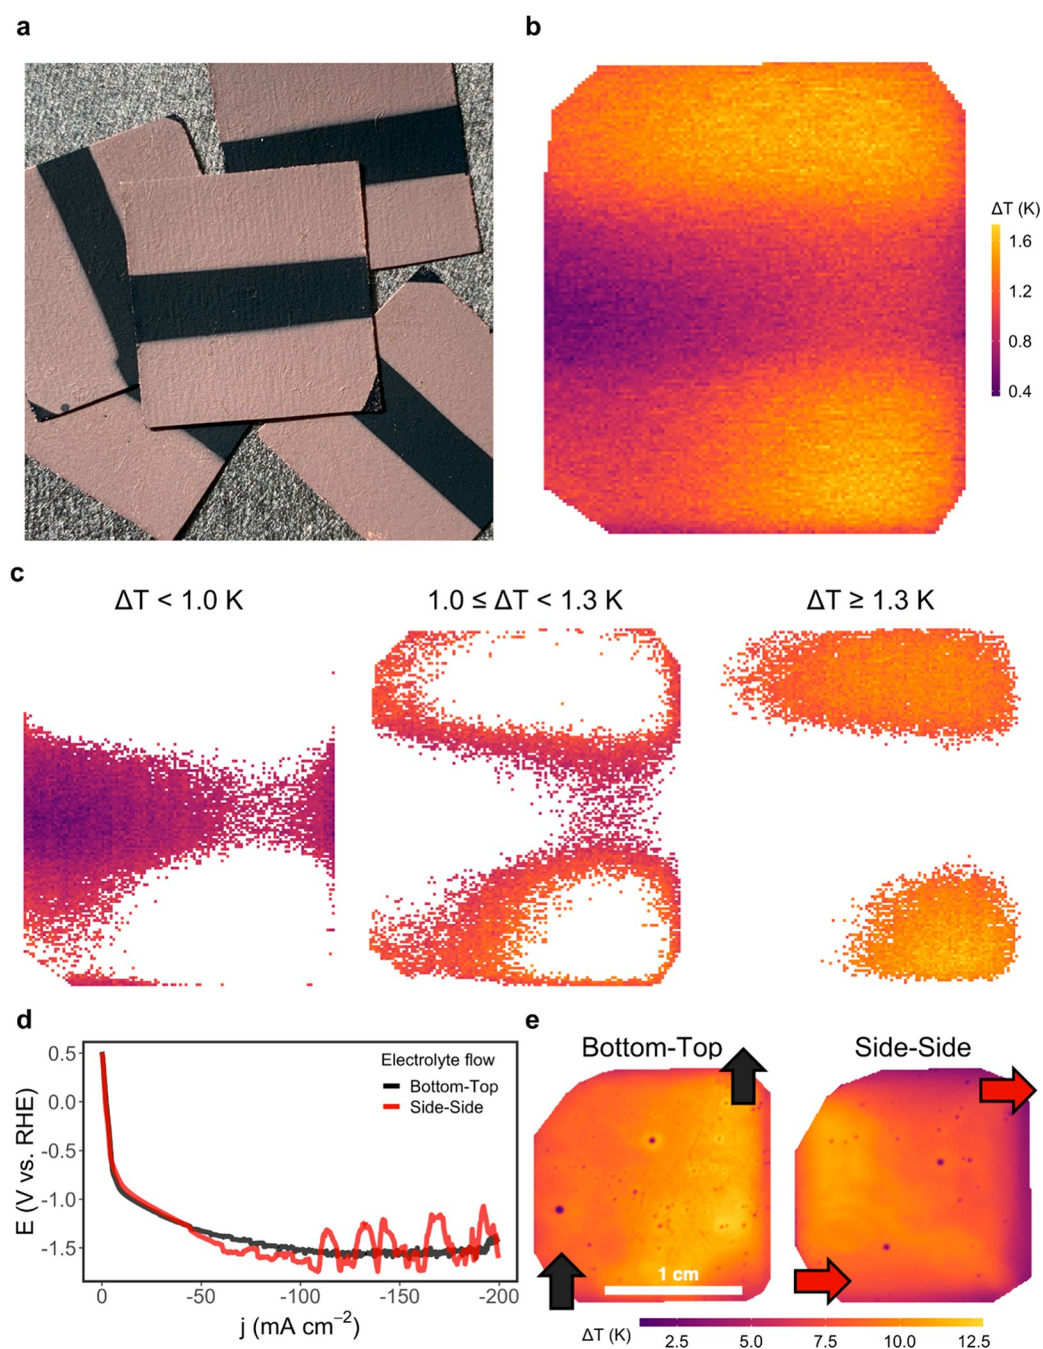 a
b
ΔT (K)
1.6
1.2
0.8
0.4
c
ΔT < 1.0 K
1.0 ≤ ΔT < 1.3 K
ΔT ≥ 1.3 K
d
E (V vs. RHE)
0.5
0.0
-0.5
-1.0
-1.5
Electrolyte flow
Bottom-Top
Side-Side
0 -50 -100 -150 -200
j (mA cm⁻²)
e
Bottom-Top
Side-Side
1 cm
ΔT (K)
2.5 5.0 7.5 10.0 12.5